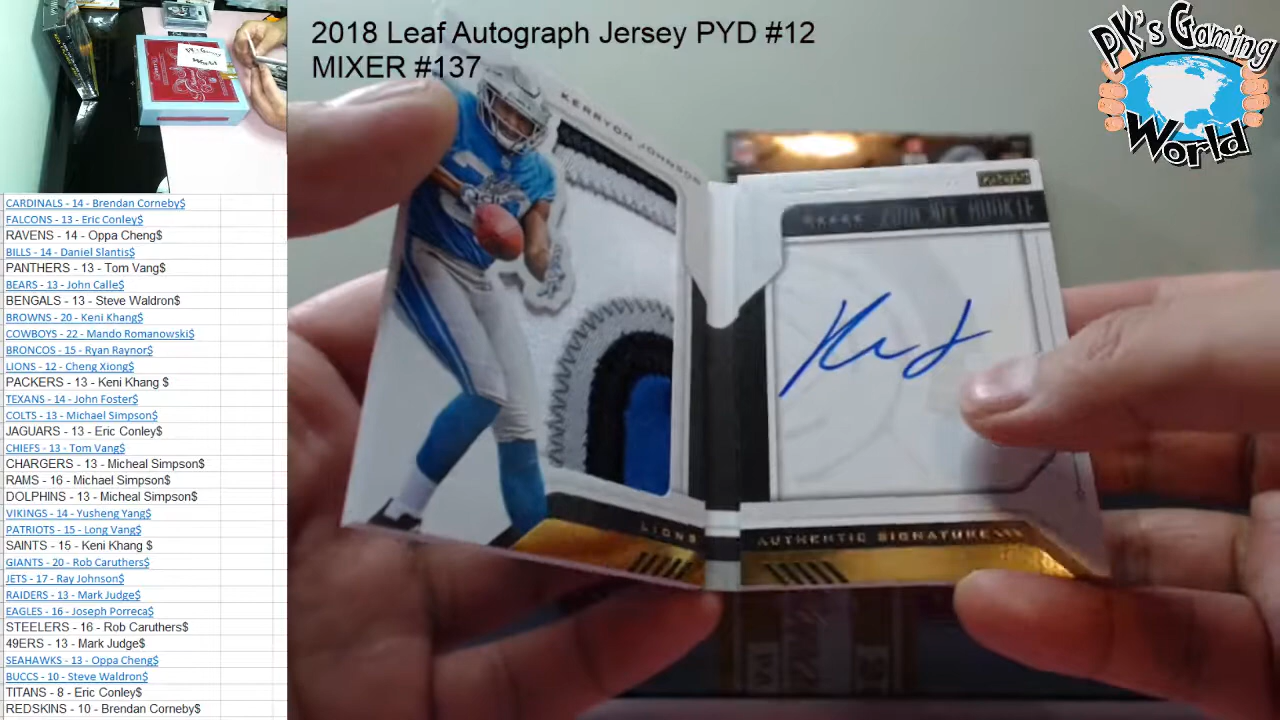 2018 Leaf Autograph Jersey PYD #12
MIXER #137
PK's Gaming
World
CARDINALS - 14 - Brendan Corneby$
FALCONS - 13 - Eric Conley$
RAVENS - 14 - Oppa Cheng$
BILLS - 14 - Daniel Slantis$
PANTHERS - 13 - Tom Vang$
BEARS - 13 - John Calle$
BENGALS - 13 - Steve Waldron$
BROWNS - 20 - Keni Khang$
COWBOYS - 22 - Mando Romanowski$
BRONCOS - 15 - Ryan Raynor$
LIONS - 12 - Cheng Xiong$
PACKERS - 13 - Keni Khang $
TEXANS - 14 - John Foster$
COLTS - 13 - Michael Simpson$
JAGUARS - 13 - Eric Conley$
CHIEFS - 13 - Tom Vang$
CHARGERS - 13 - Micheal Simpson$
RAMS - 16 - Michael Simpson$
DOLPHINS - 13 - Micheal Simpson$
VIKINGS - 14 - Yusheng Yang$
PATRIOTS - 15 - Long Vang$
SAINTS - 15 - Keni Khang $
GIANTS - 20 - Rob Caruthers$
JETS - 17 - Ray Johnson$
RAIDERS - 13 - Mark Judge$
EAGLES - 16 - Joseph Porreca$
STEELERS - 16 - Rob Caruthers$
49ERS - 13 - Mark Judge$
SEAHAWKS - 13 - Oppa Cheng$
BUCCS - 10 - Steve Waldron$
TITANS - 8 - Eric Conley$
REDSKINS - 10 - Brendan Corneby$
KERRYON JOHNSON
LIONS
AUTHENTIC SIGNATURE